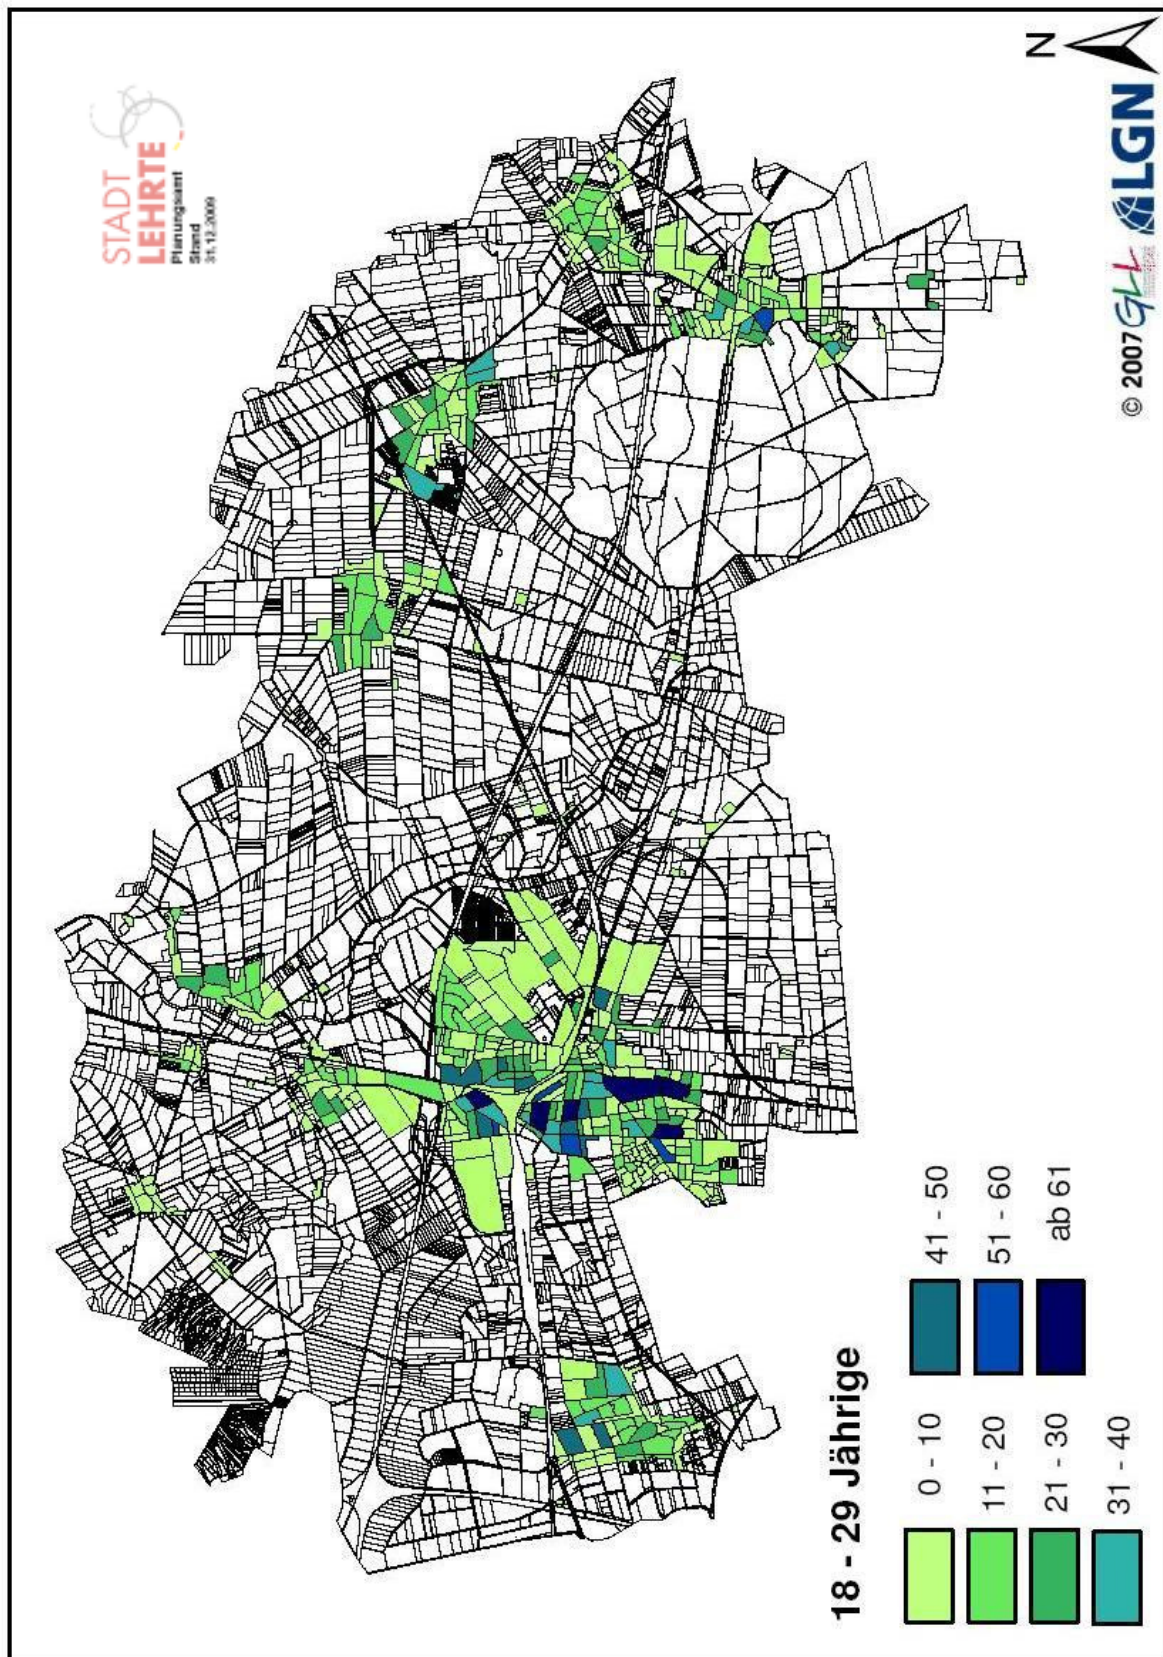 STADT
LEHRTE
Planungsamt
Stand
31.12.2009
N
© 2007 GLL LGN
18 - 29 Jährige
0 - 10
11 - 20
21 - 30
31 - 40
41 - 50
51 - 60
ab 61